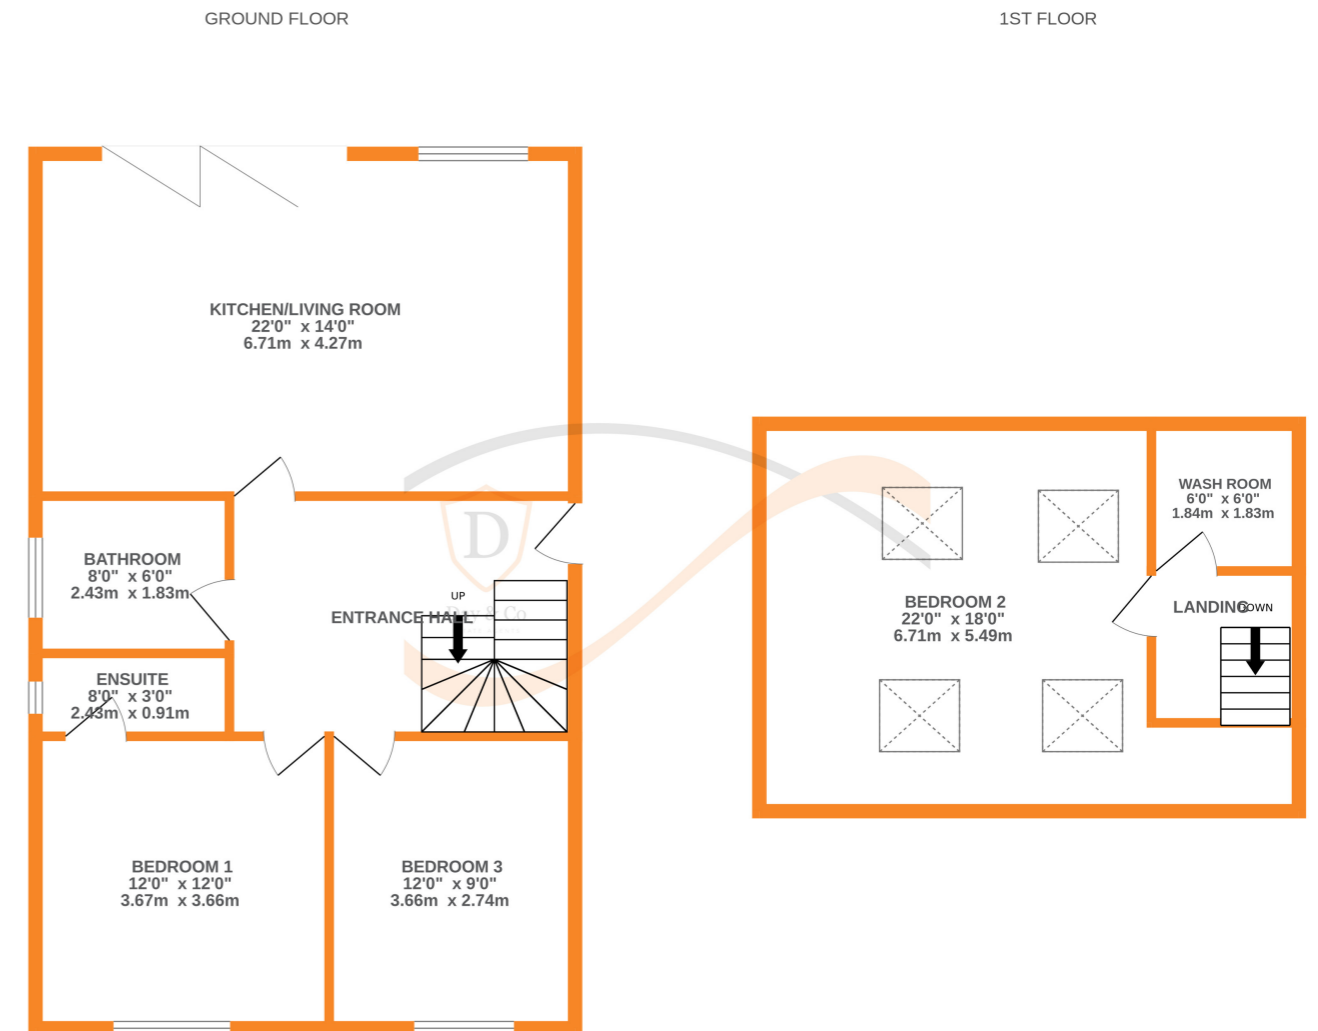 GROUND FLOOR
1ST FLOOR
KITCHEN/LIVING ROOM
22'0" x 14'0"
6.71m x 4.27m
BATHROOM
8'0" x 6'0"
2.43m x 1.83m
ENSUITE
8'0" x 3'0"
2.43m x 0.91m
D
Day & Co
UP
ENTRANCE HALL
BEDROOM 1
12'0" x 12'0"
3.67m x 3.66m
BEDROOM 3
12'0" x 9'0"
3.66m x 2.74m
WASH ROOM
6'0" x 6'0"
1.84m x 1.83m
BEDROOM 2
22'0" x 18'0"
6.71m x 5.49m
LANDING
DOWN